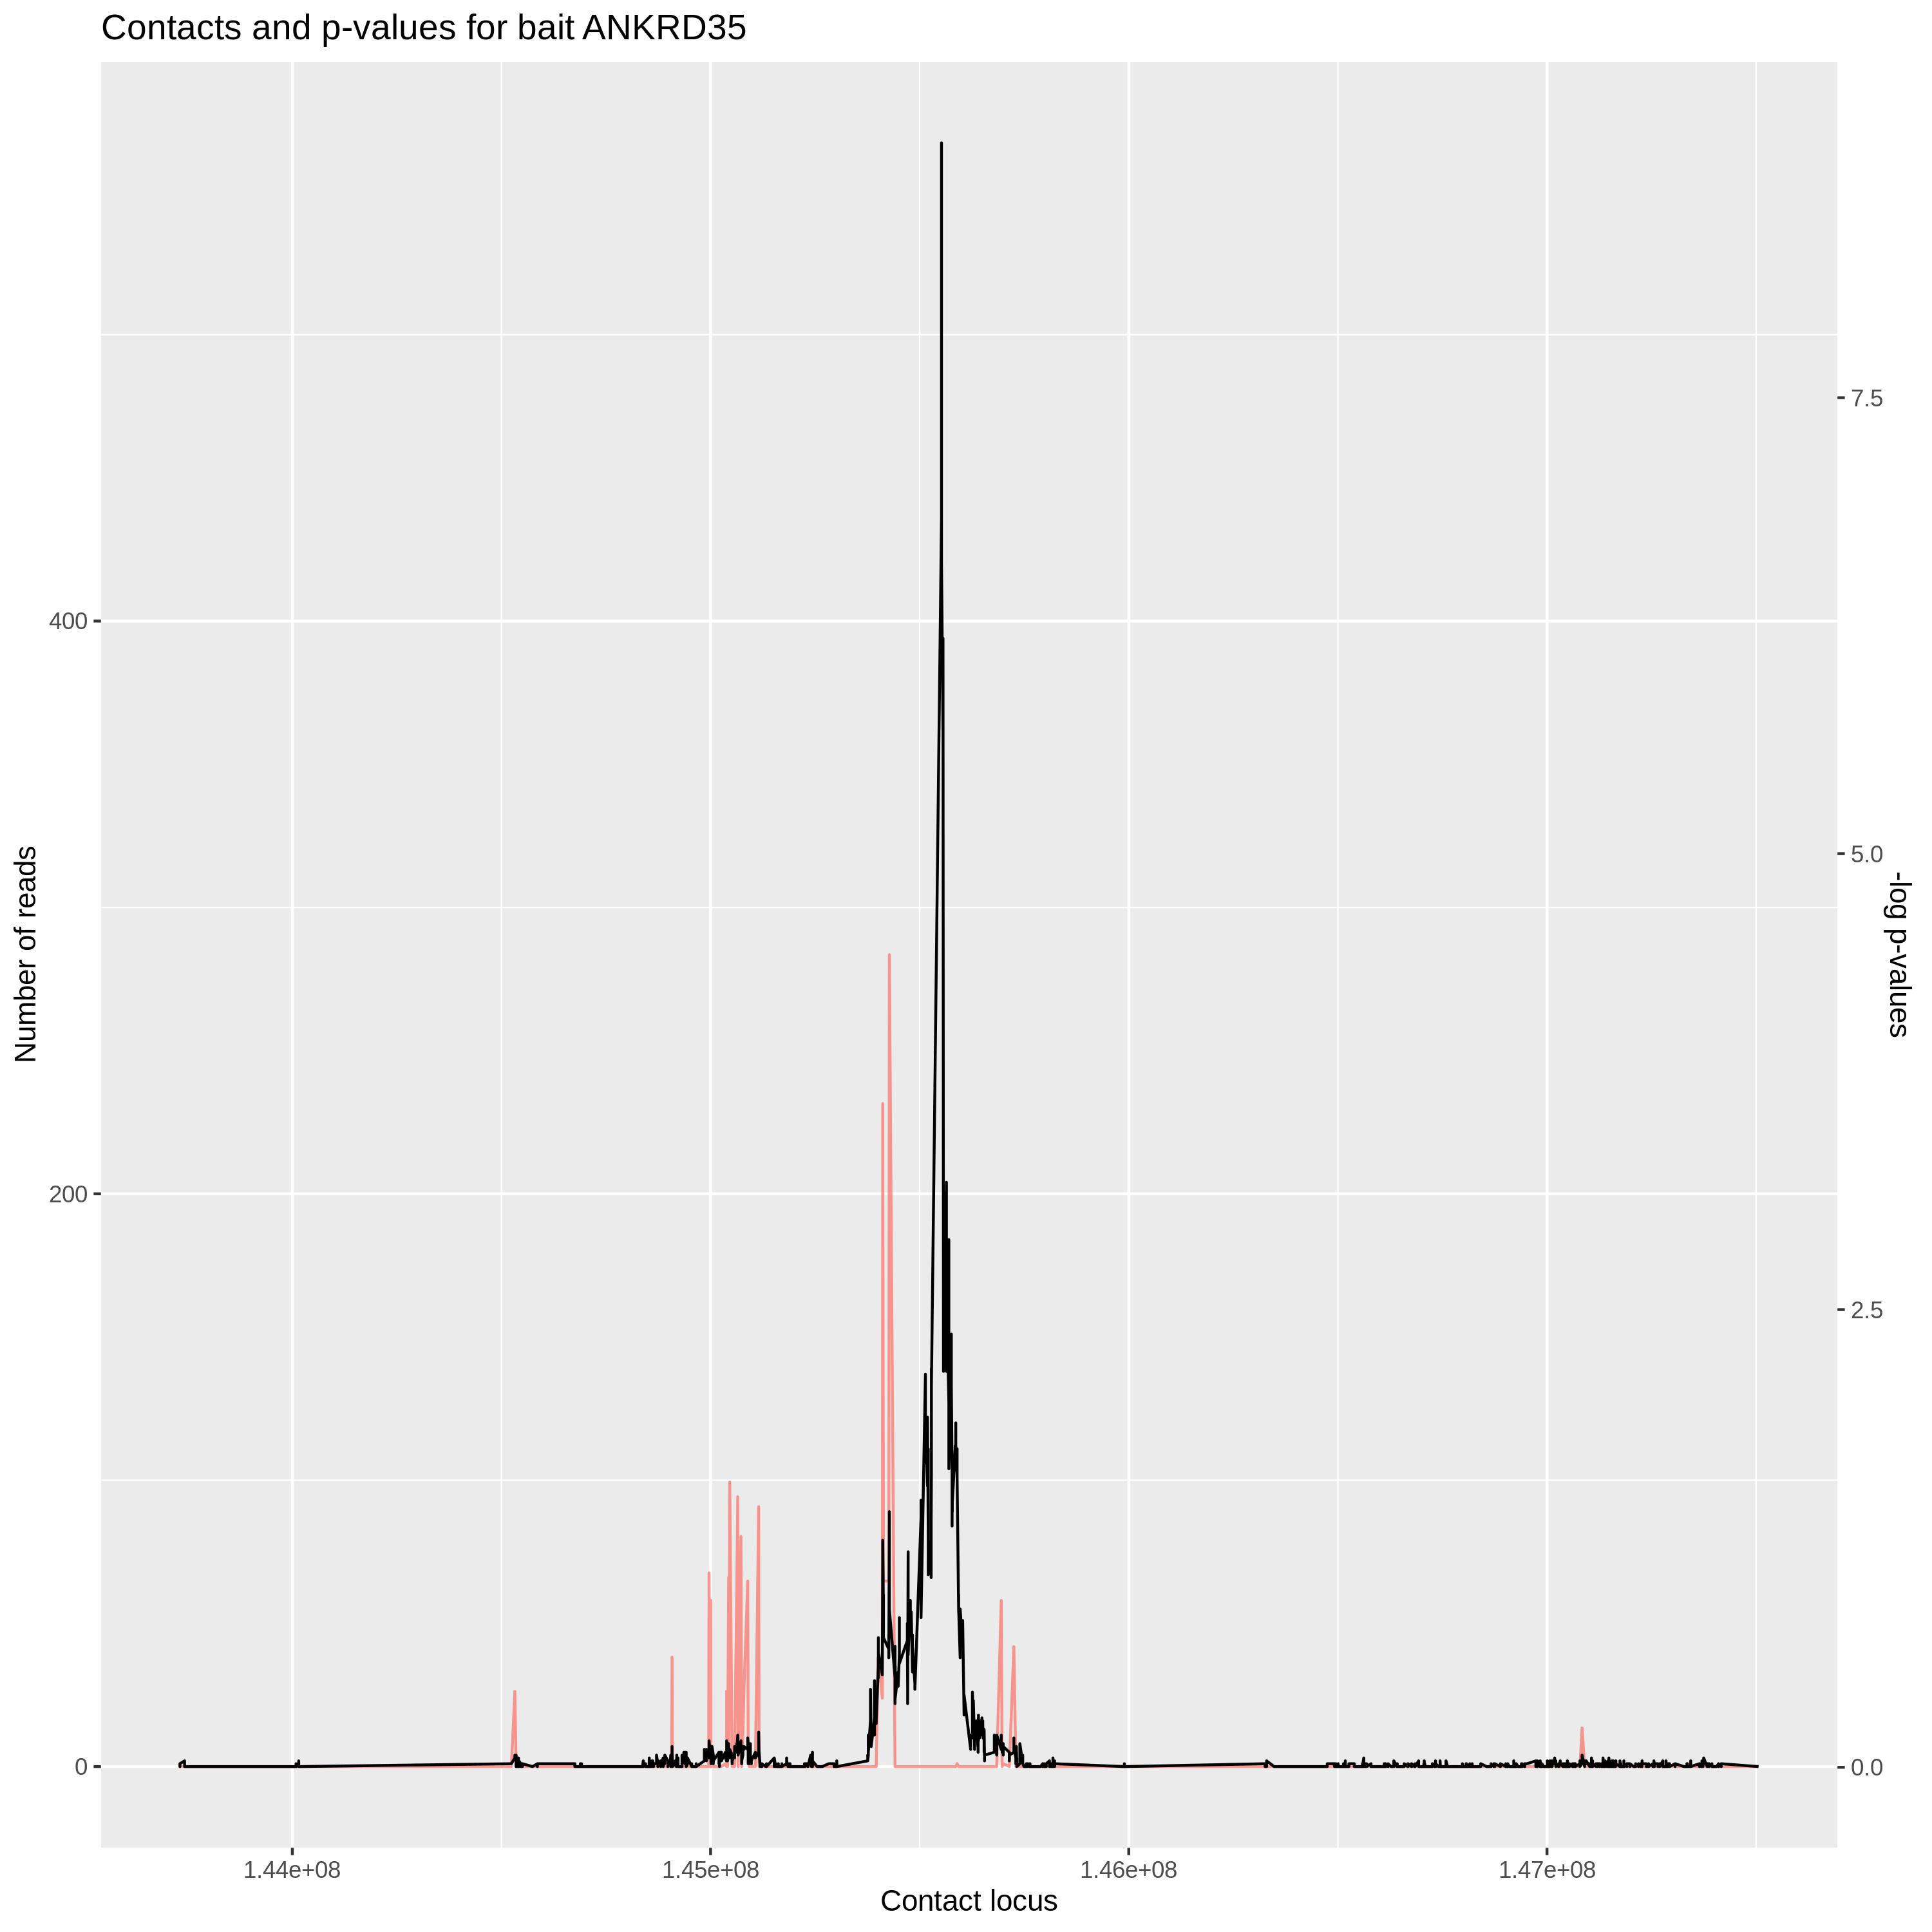 Contacts and p-values for bait ANKRD35
Number of reads
400
200
0
7.5
5.0
2.5
0.0
-log p-values
1.44e+08
1.45e+08
1.46e+08
1.47e+08
Contact locus